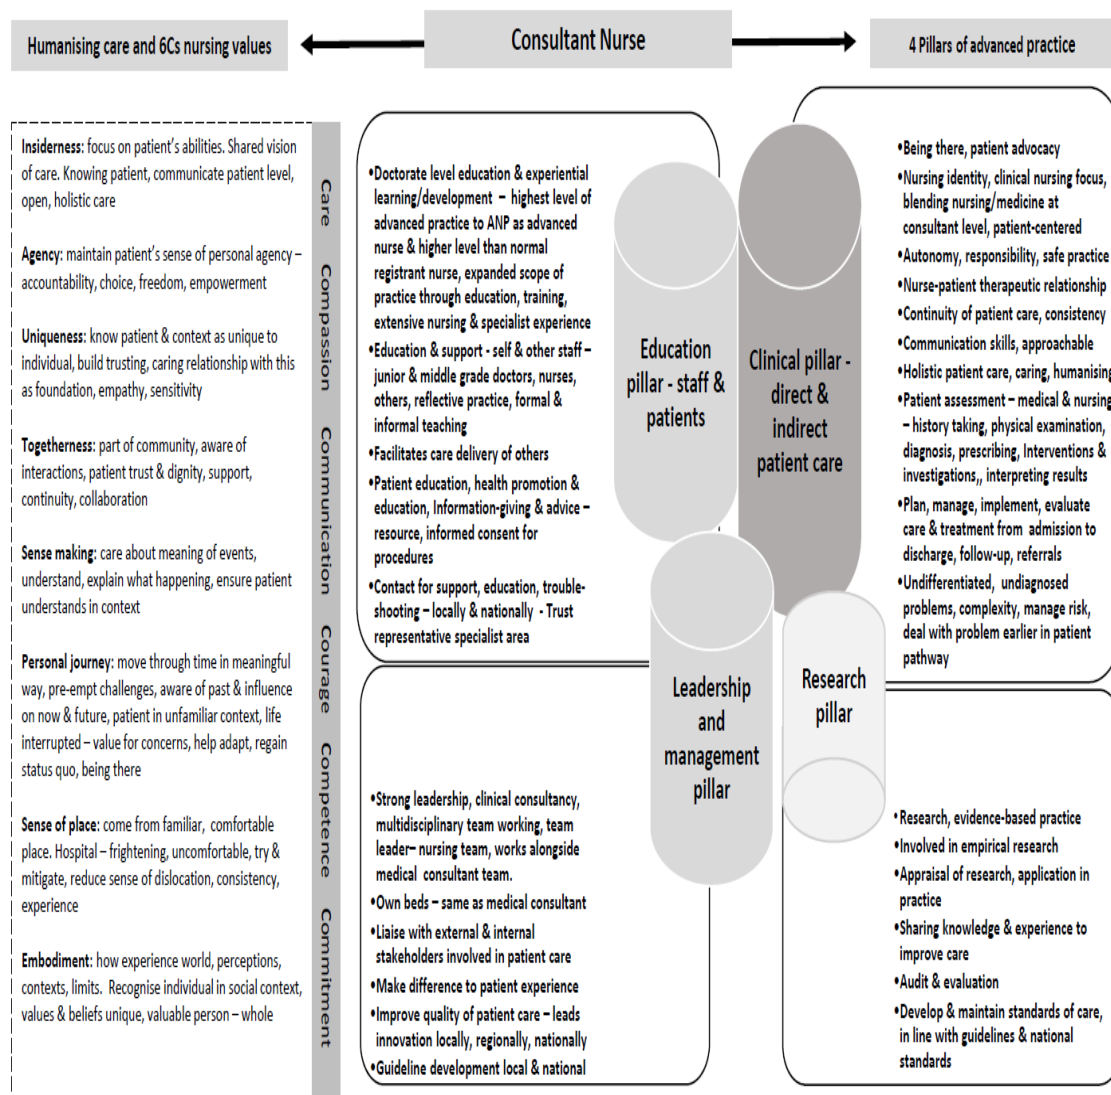 Humanising care and 6Cs nursing values
Consultant Nurse
4 Pillars of advanced practice
Insiderness: focus on patient's abilities. Shared vision
of care. Knowing patient, communicate patient level,
open, holistic care
Agency: maintain patient's sense of personal agency –
accountability, choice, freedom, empowerment
Uniqueness: know patient & context as unique to
individual, build trusting, caring relationship with this
as foundation, empathy, sensitivity
Togetherness: part of community, aware of
interactions, patient trust & dignity, support,
continuity, collaboration
Sense making: care about meaning of events,
understand, explain what happening, ensure patient
understands in context
Personal journey: move through time in meaningful
way, pre-empt challenges, aware of past & influence
on now & future, patient in unfamiliar context, life
interrupted – value for concerns, help adapt, regain
status quo, being there
Sense of place: come from familiar, comfortable
place. Hospital – frightening, uncomfortable, try &
mitigate, reduce sense of dislocation, consistency,
experience
Embodiment: how experience world, perceptions,
contexts, limits. Recognise individual in social context,
values & beliefs unique, valuable person – whole
Care
Compassion
Communication
Courage
Competence
Commitment
•Doctorate level education & experiential
learning/development – highest level of
advanced practice to ANP as advanced
nurse & higher level than normal
registrant nurse, expanded scope of
practice through education, training,
extensive nursing & specialist experience
•Education & support - self & other staff –
junior & middle grade doctors, nurses,
others, reflective practice, formal &
informal teaching
•Facilitates care delivery of others
•Patient education, health promotion &
education, Information-giving & advice –
resource, informed consent for
procedures
•Contact for support, education, trouble-
shooting – locally & nationally - Trust
representative specialist area
Education
pillar - staff &
patients
Clinical pillar -
direct &
indirect
patient care
•Being there, patient advocacy
•Nursing identity, clinical nursing focus,
blending nursing/medicine at
consultant level, patient-centered
•Autonomy, responsibility, safe practice
•Nurse-patient therapeutic relationship
•Continuity of patient care, consistency
•Communication skills, approachable
•Holistic patient care, caring, humanising
•Patient assessment – medical & nursing
– history taking, physical examination,
diagnosis, prescribing, Interventions &
investigations,, interpreting results
•Plan, manage, implement, evaluate
care & treatment from admission to
discharge, follow-up, referrals
•Undifferentiated, undiagnosed
problems, complexity, manage risk,
deal with problem earlier in patient
pathway
•Strong leadership, clinical consultancy,
multidisciplinary team working, team
leader– nursing team, works alongside
medical consultant team.
•Own beds – same as medical consultant
•Liaise with external & internal
stakeholders involved in patient care
•Make difference to patient experience
•Improve quality of patient care – leads
innovation locally, regionally, nationally
•Guideline development local & national
Leadership
and
management
pillar
Research
pillar
•Research, evidence-based practice
•Involved in empirical research
•Appraisal of research, application in
practice
•Sharing knowledge & experience to
improve care
•Audit & evaluation
•Develop & maintain standards of care,
in line with guidelines & national
standards